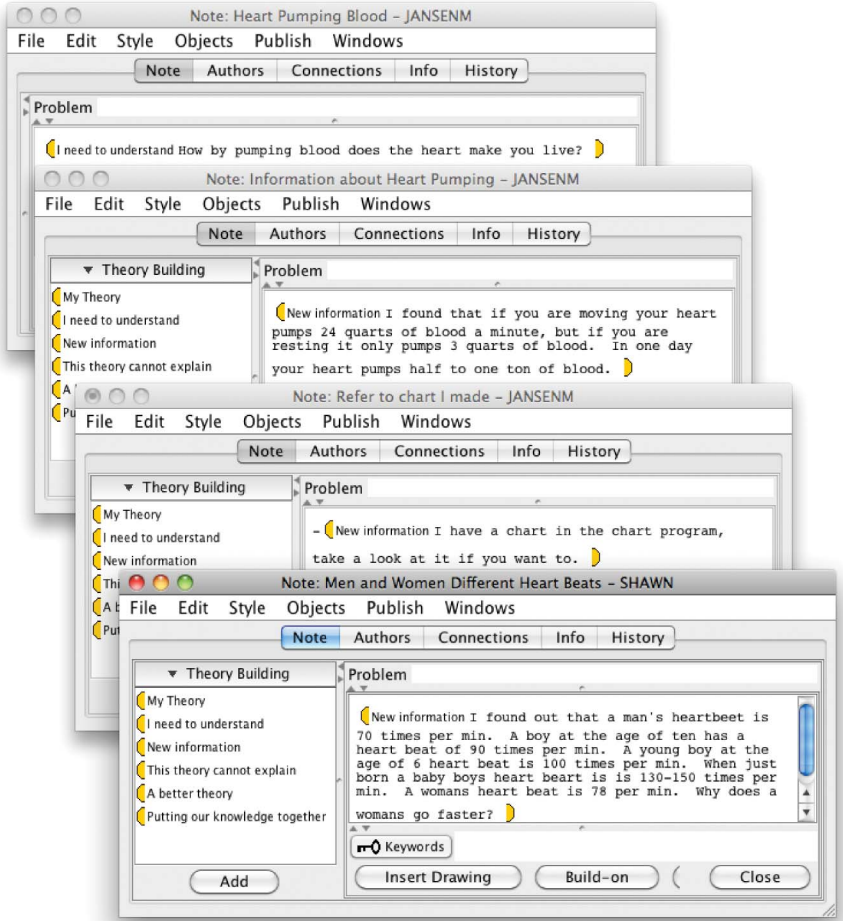 Note: Heart Pumping Blood – JANSENM
File Edit Style Objects Publish Windows
Note Authors Connections Info History
Problem
I need to understand How by pumping blood does the heart make you live?
Note: Information about Heart Pumping – JANSENM
File Edit Style Objects Publish Windows
Note Authors Connections Info History
Theory Building
Problem
My Theory
I need to understand
New information
This theory cannot explain
New information I found that if you are moving your heart
pumps 24 quarts of blood a minute, but if you are
resting it only pumps 3 quarts of blood. In one day
your heart pumps half to one ton of blood.
Note: Refer to chart I made – JANSENM
File Edit Style Objects Publish Windows
Note Authors Connections Info History
Theory Building
Problem
My Theory
I need to understand
New information
– New information I have a chart in the chart program,
take a look at it if you want to.
Note: Men and Women Different Heart Beats – SHAWN
File Edit Style Objects Publish Windows
Note Authors Connections Info History
Theory Building
Problem
My Theory
I need to understand
New information
This theory cannot explain
A better theory
Putting our knowledge together
Add
New information I found out that a man's heartbeet is
70 times per min. A boy at the age of ten has a
heart beat of 90 times per min. A young boy at the
age of 6 heart beat is 100 times per min. When just
born a baby boys heart beart is is 130-150 times per
min. A womans heart beat is 78 per min. Why does a
womans go faster?
Keywords
Insert Drawing Build-on Close